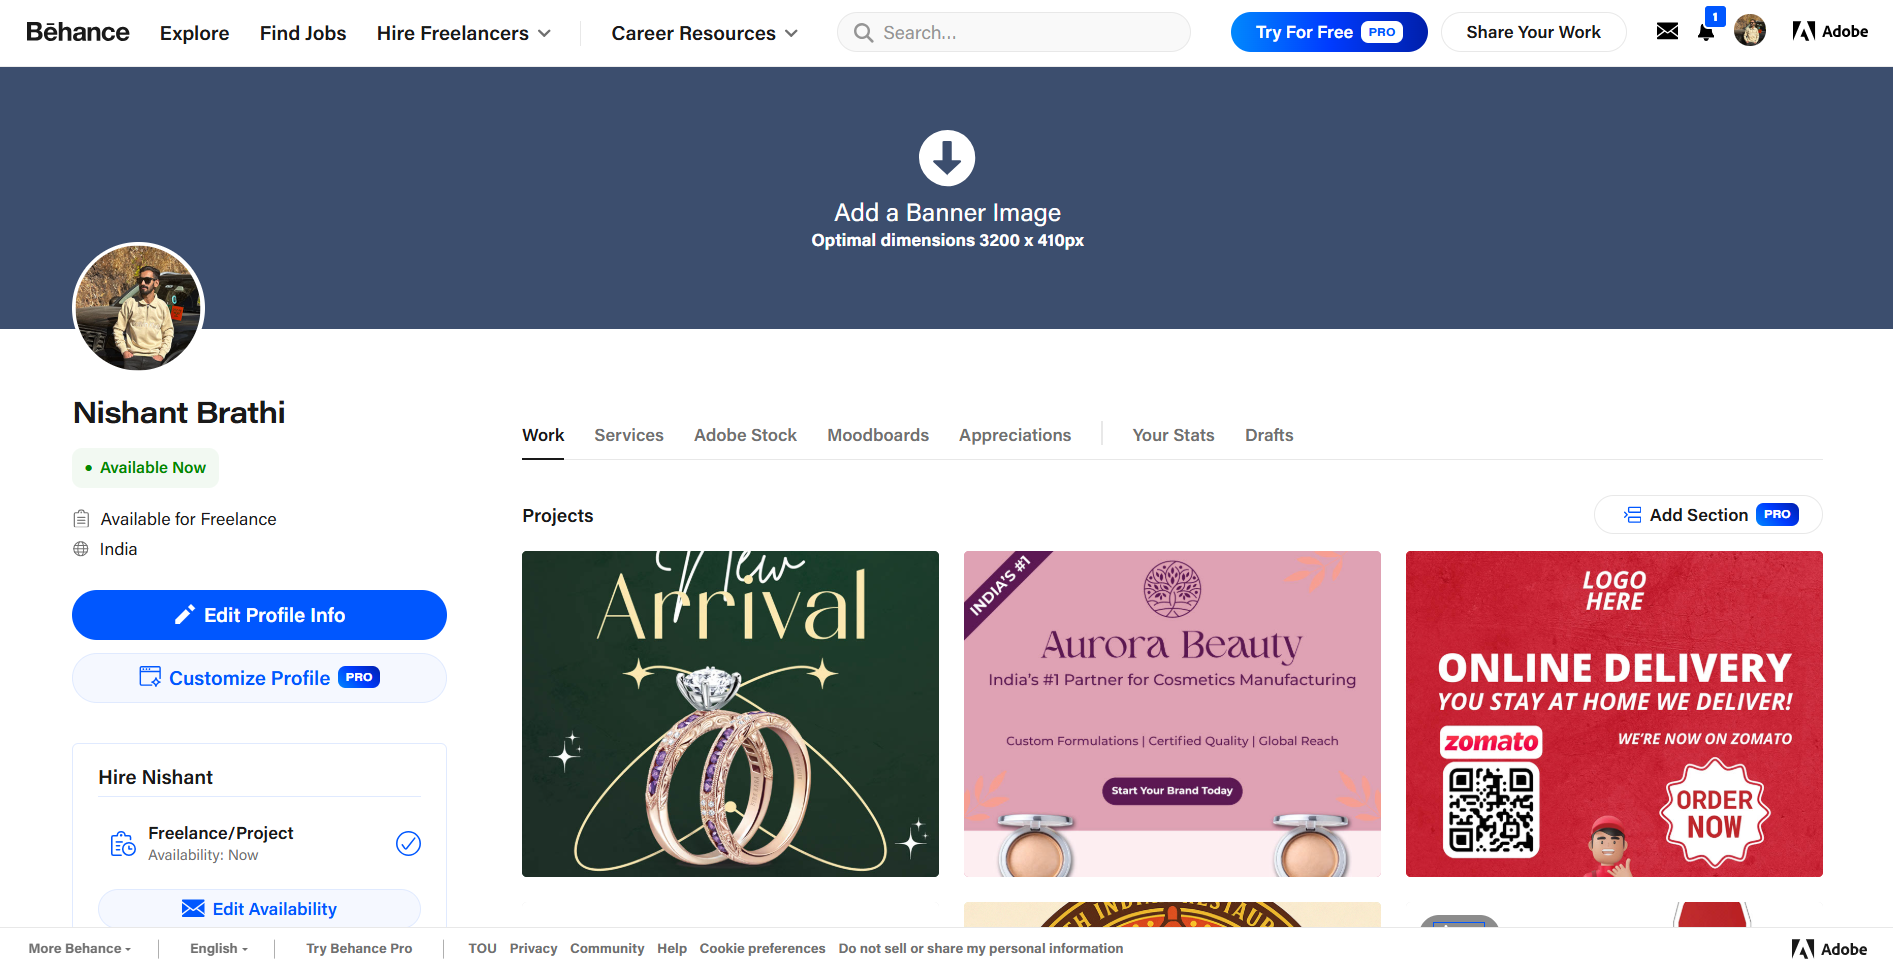 Bēhance
Explore
Find Jobs
Hire Freelancers
Career Resources
Search...
Try For Free PRO
Share Your Work
1
Adobe
Add a Banner Image
Optimal dimensions 3200 x 410px
Nishant Brathi
• Available Now
Available for Freelance
India
Edit Profile Info
Customize Profile PRO
Hire Nishant
Freelance/Project
Availability: Now
Edit Availability
Work
Services
Adobe Stock
Moodboards
Appreciations
Your Stats
Drafts
Projects
Add Section PRO
New
Arrival
INDIA'S #1
Aurora Beauty
India's #1 Partner for Cosmetics Manufacturing
Custom Formulations | Certified Quality | Global Reach
Start Your Brand Today
LOGO
HERE
ONLINE DELIVERY
YOU STAY AT HOME WE DELIVER!
zomato
WE'RE NOW ON ZOMATO
ORDER
NOW
More Behance
English
Try Behance Pro
TOU
Privacy
Community
Help
Cookie preferences
Do not sell or share my personal information
Adobe